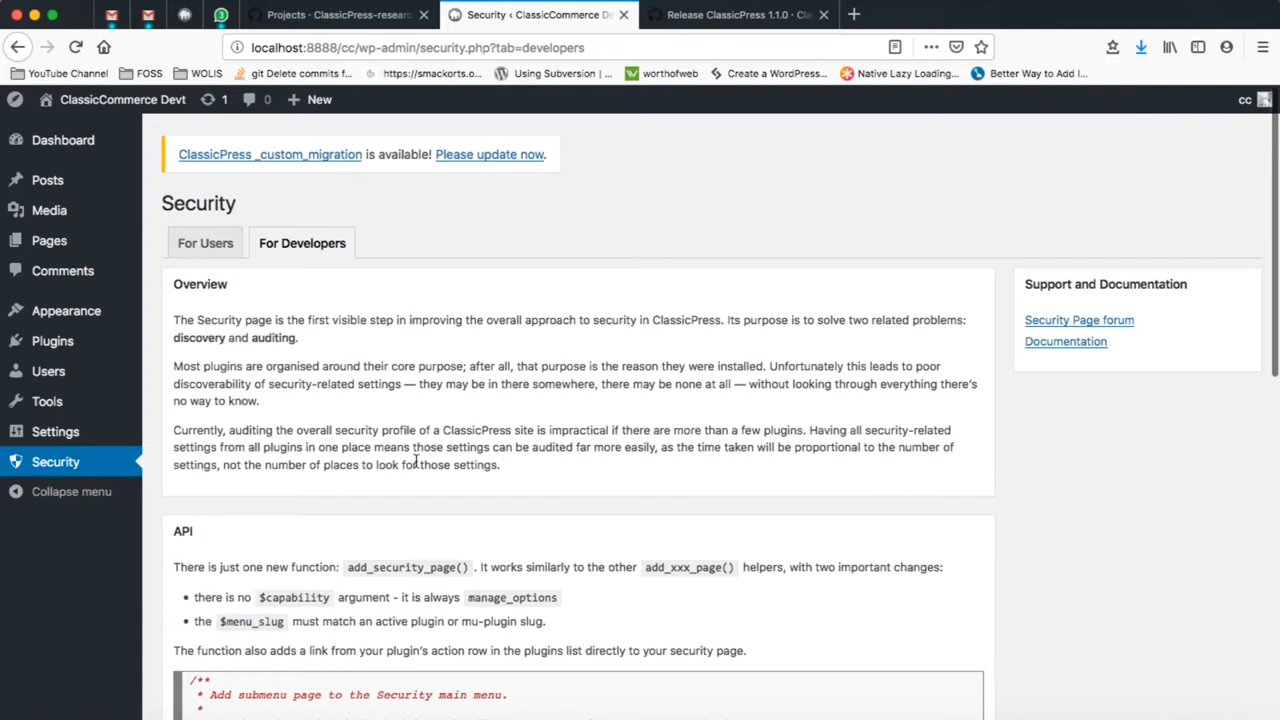 Projects · ClassicPress-researc
Security ‹ ClassicCommerce De
Release ClassicPress 1.1.0 · Cla
localhost:8888/cc/wp-admin/security.php?tab=developers
YouTube Channel
FOSS
WOLIS
git Delete commits f...
https://smackorts.o...
Using Subversion | ...
worthofweb
Create a WordPress...
Native Lazy Loading...
Better Way to Add I...
ClassicCommerce Devt
1
0
New
cc
Dashboard
Posts
Media
Pages
Comments
Appearance
Plugins
Users
Tools
Settings
Security
Collapse menu
ClassicPress _custom_migration is available! Please update now.
Security
For Users
For Developers
Overview
The Security page is the first visible step in improving the overall approach to security in ClassicPress. Its purpose is to solve two related problems:
discovery and auditing.
Most plugins are organised around their core purpose; after all, that purpose is the reason they were installed. Unfortunately this leads to poor
discoverability of security-related settings — they may be in there somewhere, there may be none at all — without looking through everything there's
no way to know.
Currently, auditing the overall security profile of a ClassicPress site is impractical if there are more than a few plugins. Having all security-related
settings from all plugins in one place means those settings can be audited far more easily, as the time taken will be proportional to the number of
settings, not the number of places to look for those settings.
Support and Documentation
Security Page forum
Documentation
API
There is just one new function: add_security_page() . It works similarly to the other add_xxx_page() helpers, with two important changes:
• there is no $capability argument - it is always manage_options
• the $menu_slug must match an active plugin or mu-plugin slug.
The function also adds a link from your plugin's action row in the plugins list directly to your security page.
/**
* Add submenu page to the Security main menu.
*